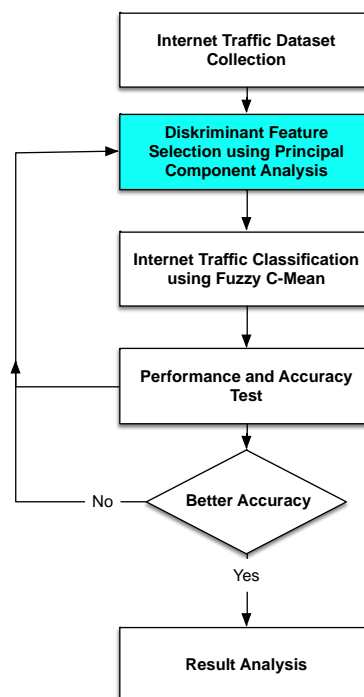 Internet Traffic Dataset
Collection
Diskriminant Feature
Selection using Principal
Component Analysis
Internet Traffic Classification
using Fuzzy C-Mean
Performance and Accuracy
Test
No
Better Accuracy
Yes
Result Analysis